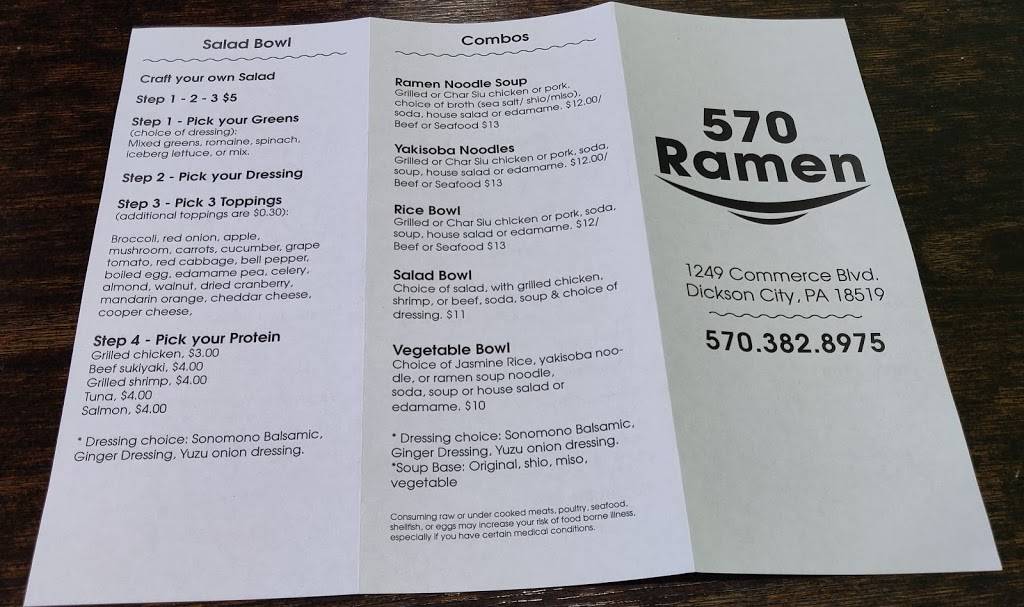 Salad Bowl
Craft your own Salad
Step 1 - 2 - 3 $5
Step 1 - Pick your Greens
(choice of dressing):
Mixed greens, romaine, spinach,
iceberg lettuce, or mix.
Step 2 - Pick your Dressing
Step 3 - Pick 3 Toppings
(additional toppings are $0.30):
Broccoli, red onion, apple,
mushroom, carrots, cucumber, grape
tomato, red cabbage, bell pepper,
boiled egg, edamame pea, celery,
almond, walnut, dried cranberry,
mandarin orange, cheddar cheese,
cooper cheese,
Step 4 - Pick your Protein
Grilled chicken, $3.00
Beef sukiyaki, $4.00
Grilled shrimp, $4.00
Tuna, $4.00
Salmon, $4.00
* Dressing choice: Sonomono Balsamic,
Ginger Dressing, Yuzu onion dressing.
Combos
Ramen Noodle Soup
Grilled or Char Siu chicken or pork,
choice of broth (sea salt/ shio/miso),
soda, house salad or edamame. $12.00/
Beef or Seafood $13
Yakisoba Noodles
Grilled or Char Siu chicken or pork, soda,
soup, house salad or edamame. $12.00/
Beef or Seafood $13
Rice Bowl
Grilled or Char Siu chicken or pork, soda,
soup, house salad or edamame. $12/
Beef or Seafood $13
Salad Bowl
Choice of salad, with grilled chicken,
shrimp, or beef, soda, soup & choice of
dressing. $11
Vegetable Bowl
Choice of Jasmine Rice, yakisoba noo-
dle, or ramen soup noodle,
soda, soup or house salad or
edamame. $10
* Dressing choice: Sonomono Balsamic,
Ginger Dressing, Yuzu onion dressing.
*Soup Base: Original, shio, miso,
vegetable
Consuming raw or under cooked meats, poultry, seafood,
shellfish, or eggs may increase your risk of food borne illness,
especially if you have certain medical conditions.
570
Ramen
1249 Commerce Blvd.
Dickson City, PA 18519
570.382.8975